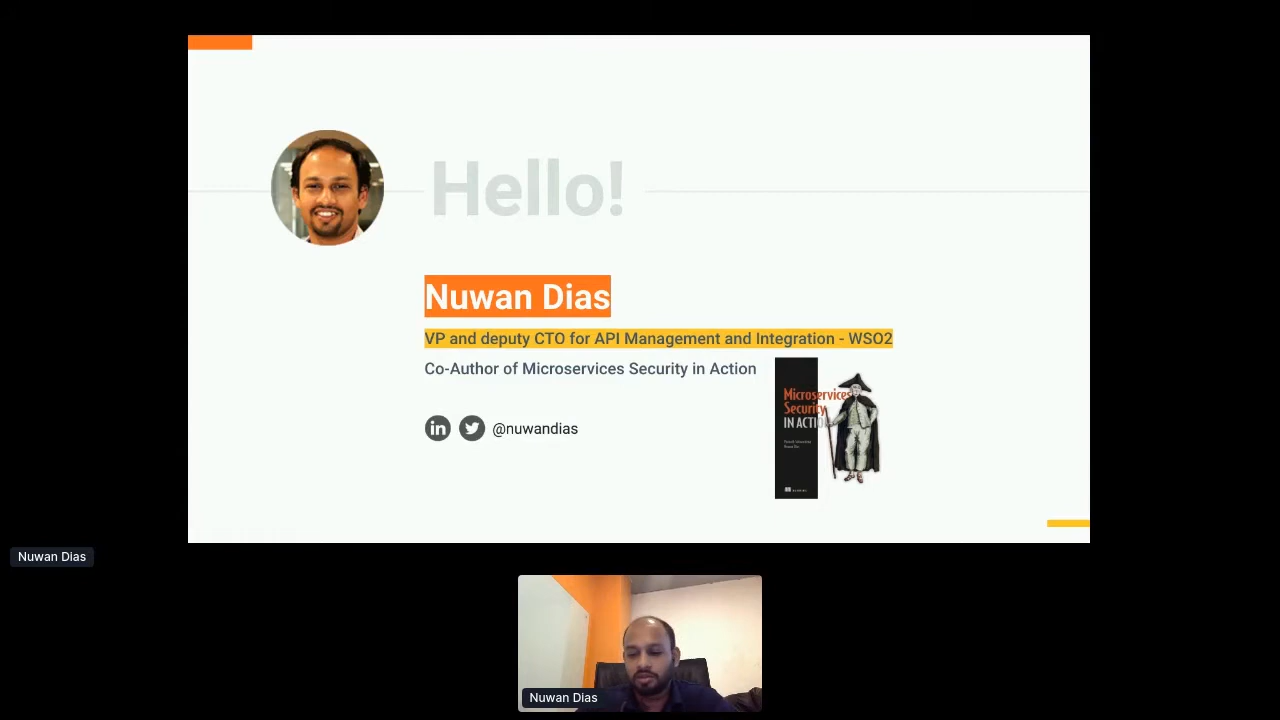 Hello!
Nuwan Dias
VP and deputy CTO for API Management and Integration - WSO2
Co-Author of Microservices Security in Action
Microservices
Security
IN ACTION
in
@nuwandias
Nuwan Dias
Nuwan Dias